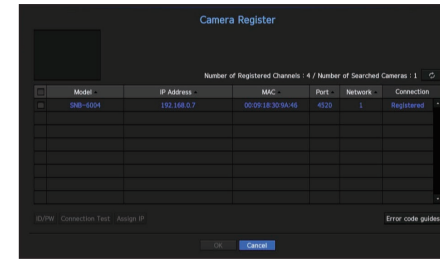 Camera Register
Number of Registered Channels : 4 / Number of Searched Cameras : 1
Model IP Address MAC Port Network Connection
SNB-6004 192.168.0.7 00:09:18:30:9A:46 4520 1 Registered
ID/PW Connection Test Assign IP Error code guides
OK Cancel